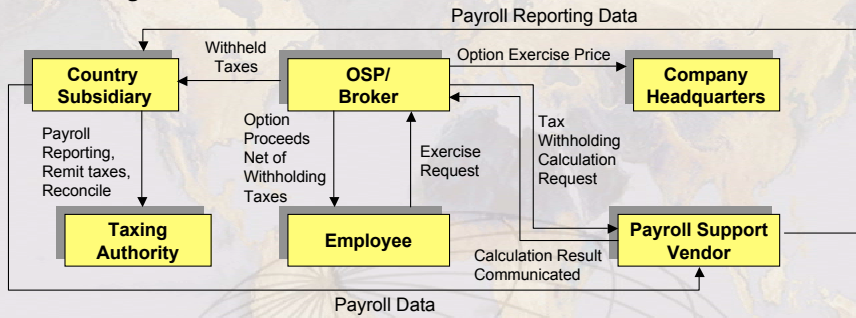 Payroll Reporting Data
Withheld
Taxes
Option Exercise Price
Country
Subsidiary
OSP/
Broker
Company
Headquarters
Payroll
Reporting,
Remit taxes,
Reconcile
Option
Proceeds
Net of
Withholding
Taxes
Exercise
Request
Tax
Withholding
Calculation
Request
Taxing
Authority
Employee
Payroll Support
Vendor
Calculation Result
Communicated
Payroll Data